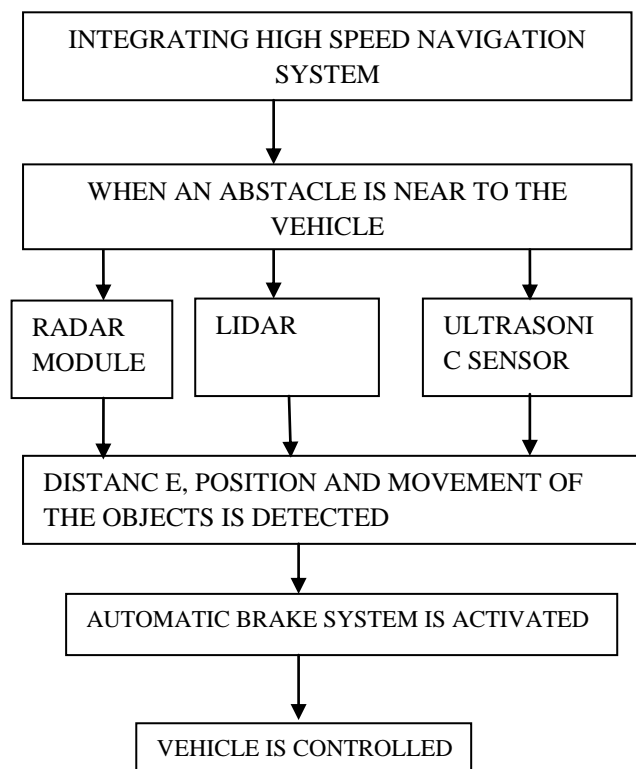 INTEGRATING HIGH SPEED NAVIGATION
SYSTEM
WHEN AN ABSTACLE IS NEAR TO THE
VEHICLE
RADAR
MODULE
LIDAR
ULTRASONI
C SENSOR
DISTANC E, POSITION AND MOVEMENT OF
THE OBJECTS IS DETECTED
AUTOMATIC BRAKE SYSTEM IS ACTIVATED
VEHICLE IS CONTROLLED